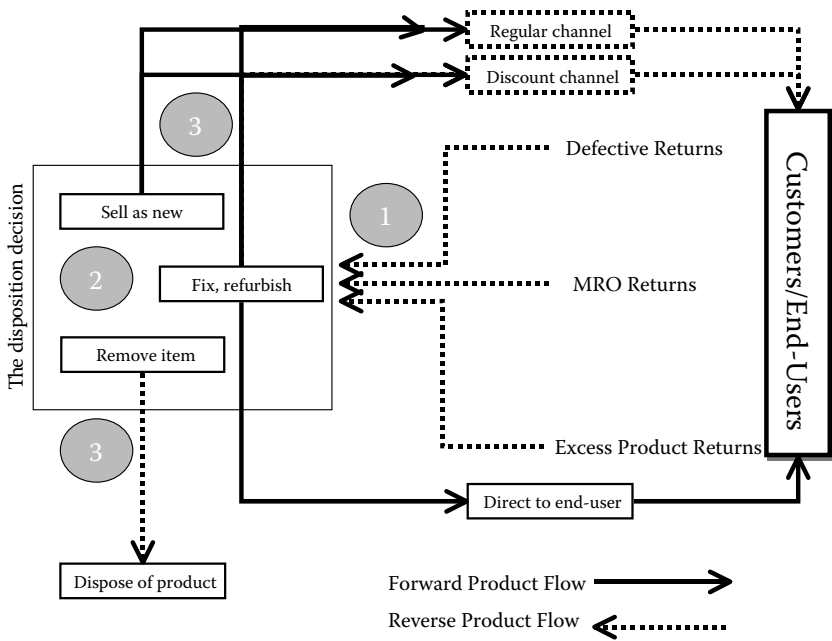 Regular channel
Discount channel
3
Defective Returns
1
Sell as new
The disposition decision
2
Fix, refurbish
MRO Returns
Customers/End-Users
Remove item
3
Excess Product Returns
Direct to end-user
Dispose of product
Forward Product Flow
Reverse Product Flow